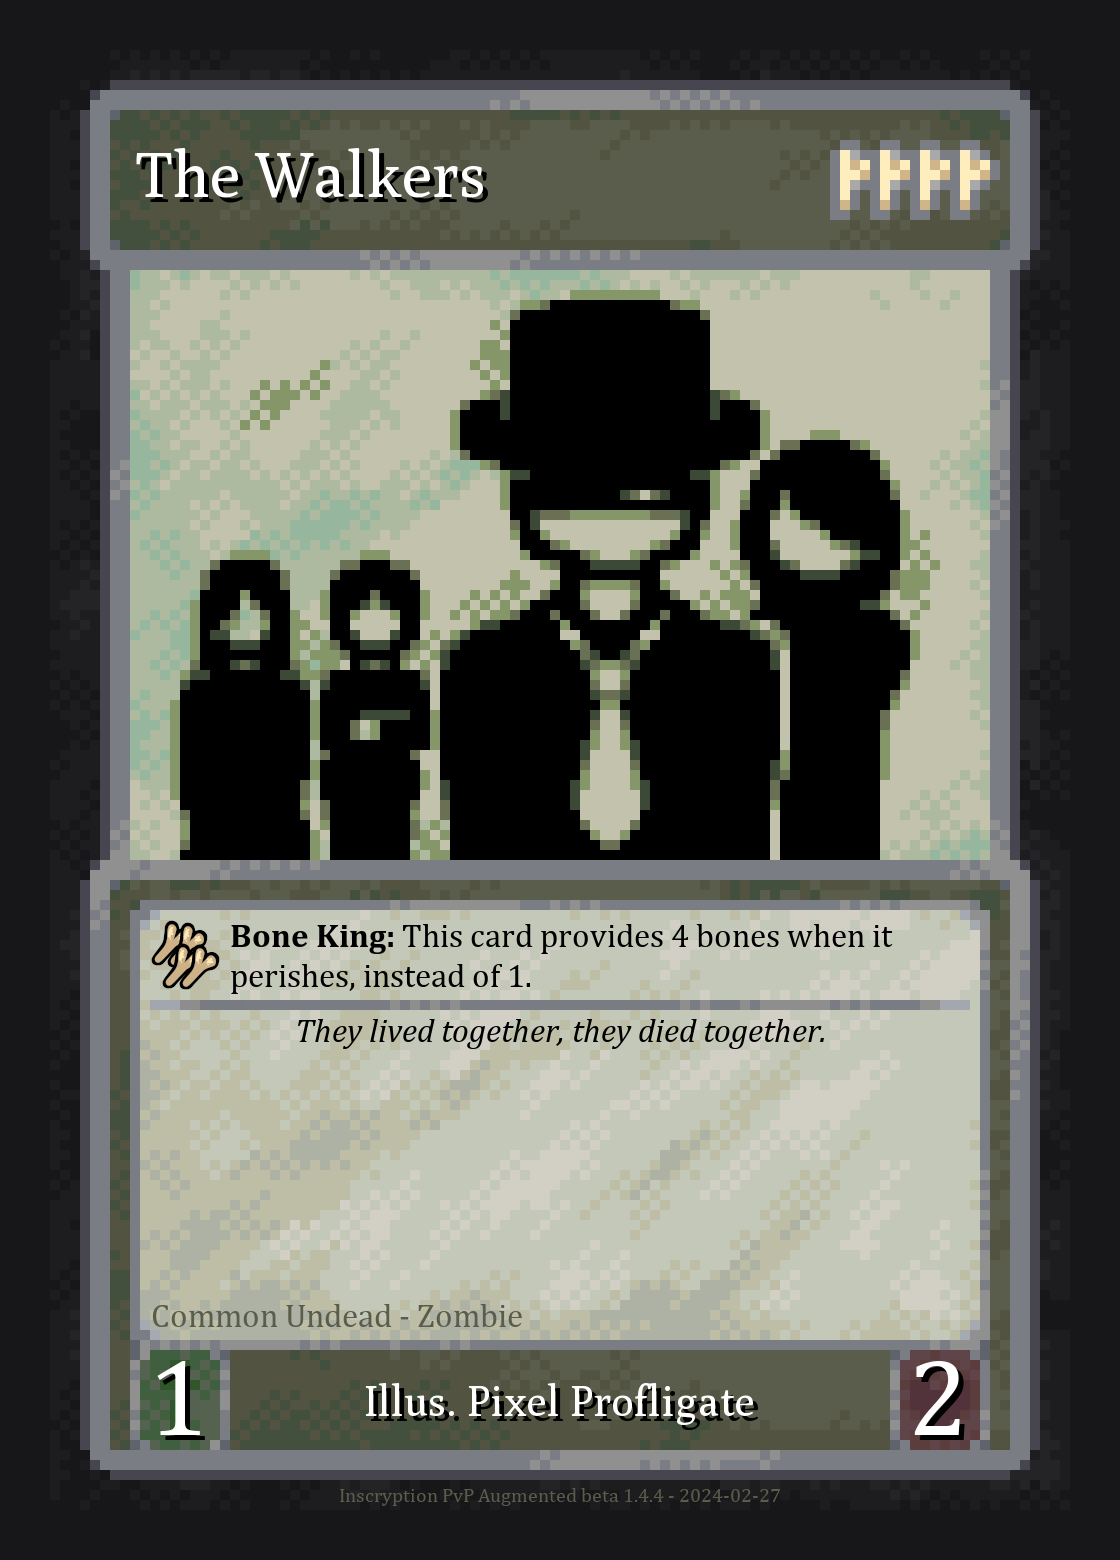 The Walkers
Bone King: This card provides 4 bones when it
perishes, instead of 1.
They lived together, they died together.
Common Undead - Zombie
1
Illus. Pixel Profligate
2
Inscryption PvP Augmented beta 1.4.4 - 2024-02-27